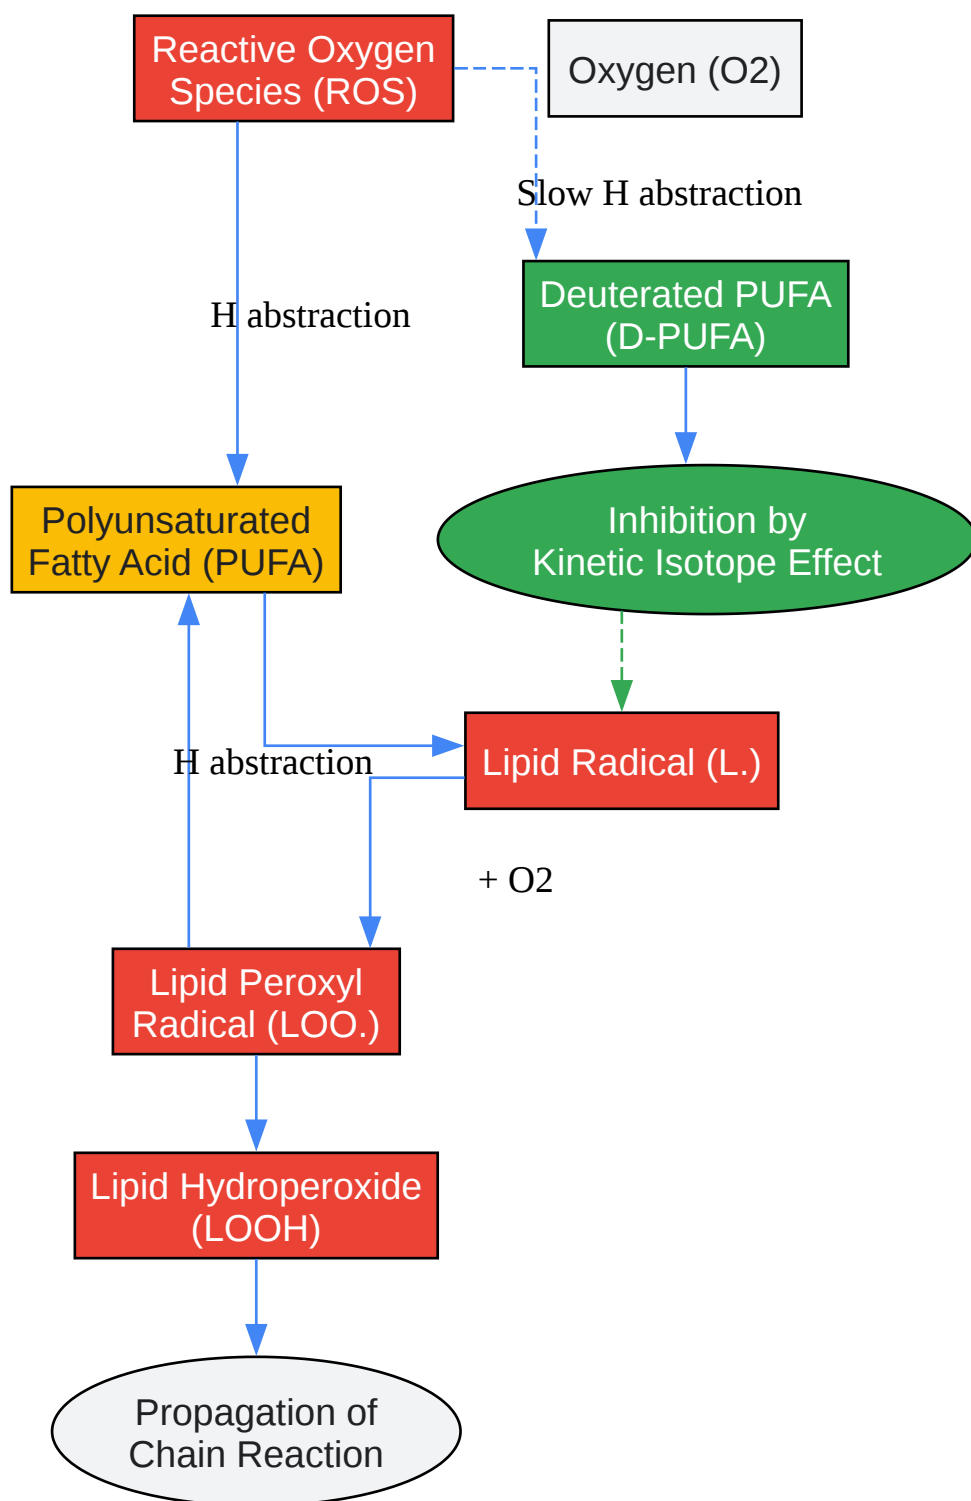 Reactive Oxygen
Species (ROS)
Oxygen (O2)
Slow H abstraction
Deuterated PUFA
(D-PUFA)
H abstraction
Polyunsaturated
Fatty Acid (PUFA)
Inhibition by
Kinetic Isotope Effect
H abstraction
Lipid Radical (L.)
+ O2
Lipid Peroxyl
Radical (LOO.)
Lipid Hydroperoxide
(LOOH)
Propagation of
Chain Reaction